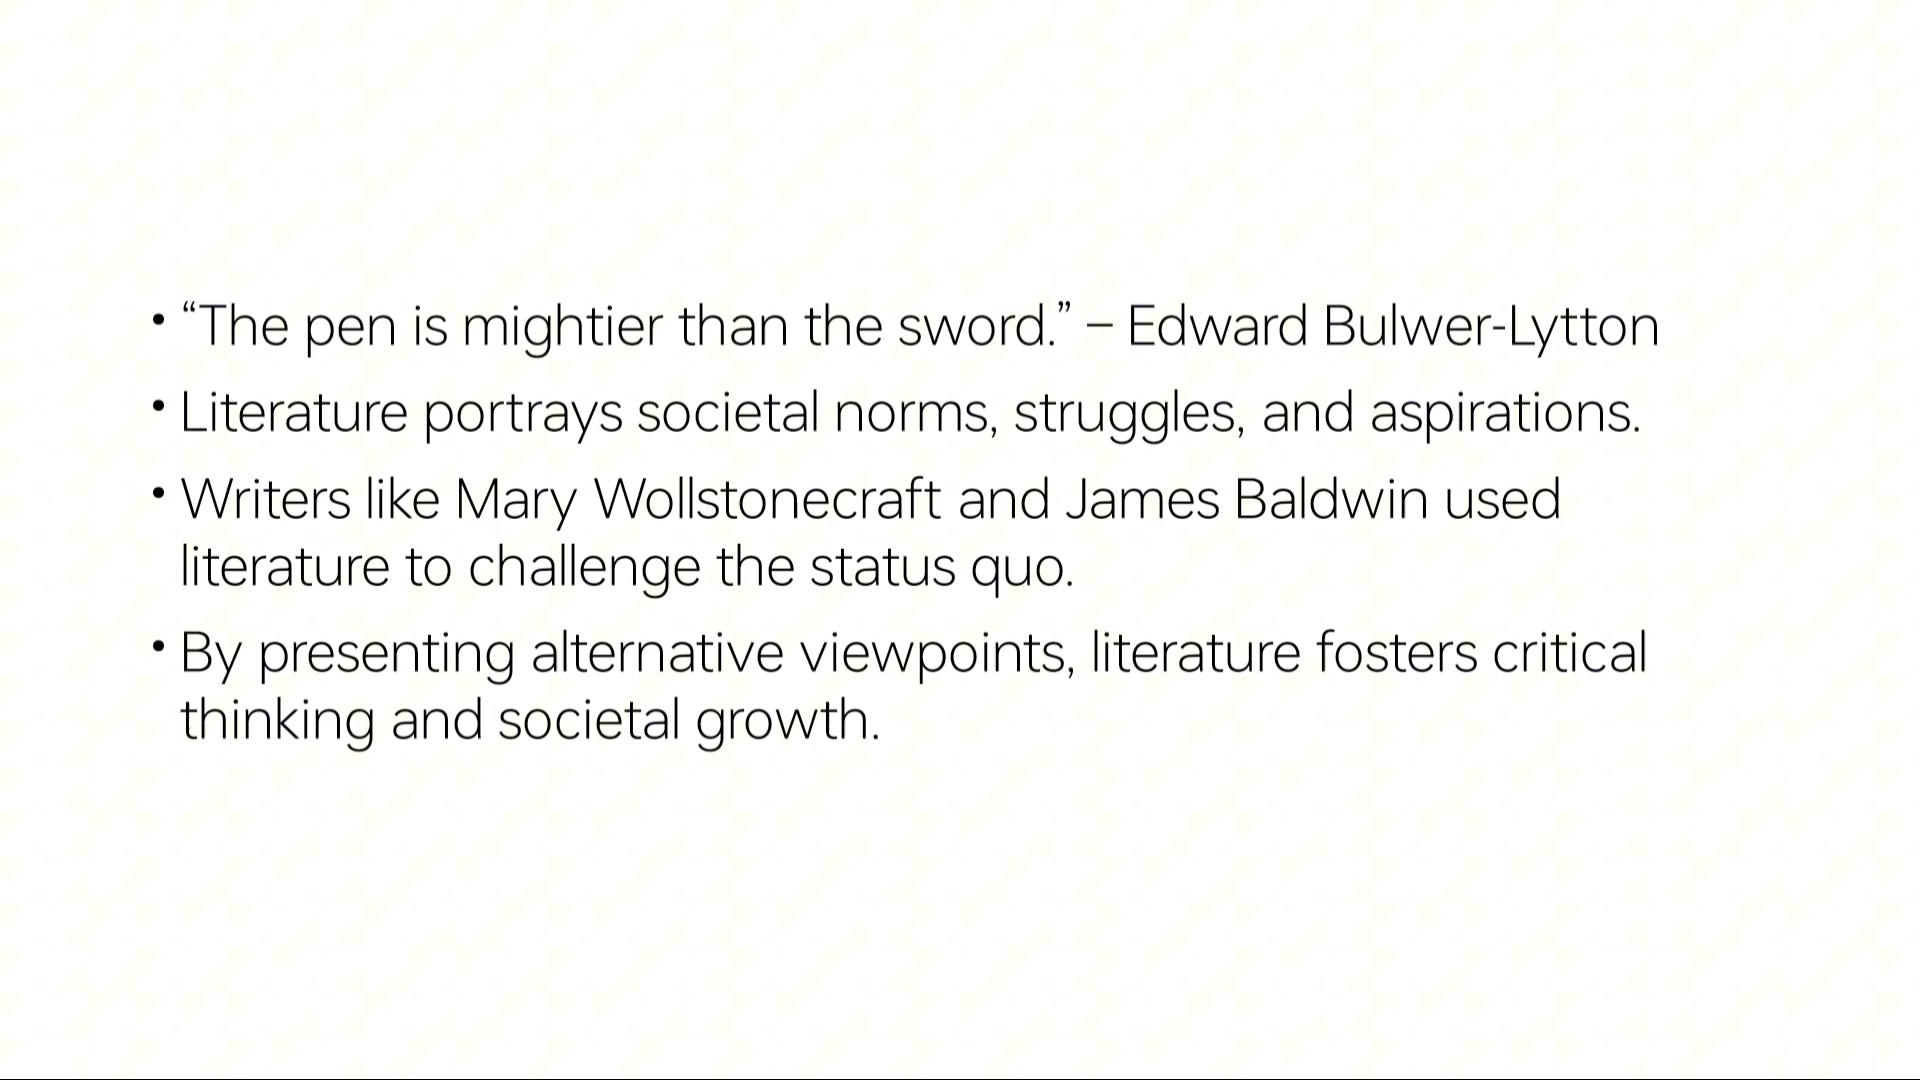 • “The pen is mightier than the sword.” – Edward Bulwer-Lytton
• Literature portrays societal norms, struggles, and aspirations.
• Writers like Mary Wollstonecraft and James Baldwin used
literature to challenge the status quo.
• By presenting alternative viewpoints, literature fosters critical
thinking and societal growth.